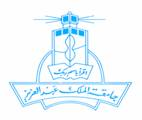 اقرأ باسم ربك
جامعة الملك عبد العزيز